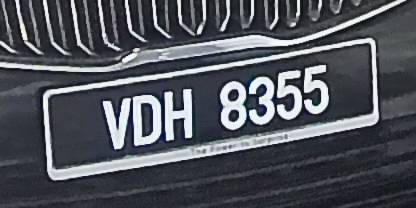 VDH 8355
The Power to Surprise